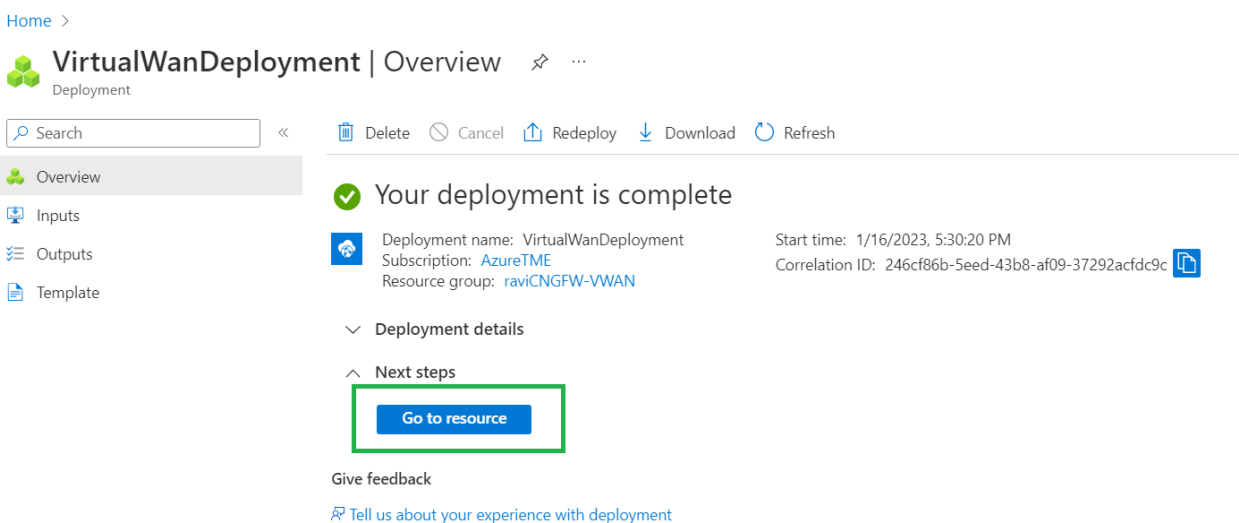 Home >
VirtualWanDeployment | Overview ...
Deployment
Search «
Delete Cancel Redeploy Download Refresh
Overview
Inputs
Outputs
Template
Your deployment is complete
Deployment name: VirtualWanDeployment
Subscription: AzureTME
Resource group: raviCNGFW-VWAN
Start time: 1/16/2023, 5:30:20 PM
Correlation ID: 246cf86b-5eed-43b8-af09-37292acfdc9c
Deployment details
Next steps
Go to resource
Give feedback
Tell us about your experience with deployment